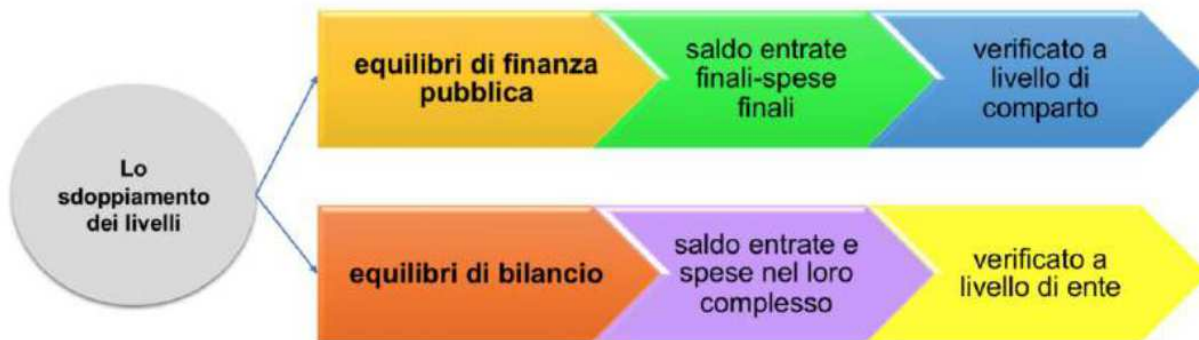 Lo
sdoppiamento
dei livelli
equilibri di finanza
pubblica
saldo entrate
finali-spese
finali
verificato a
livello di
comparto
equilibri di bilancio
saldo entrate e
spese nel loro
complesso
verificato a
livello di ente